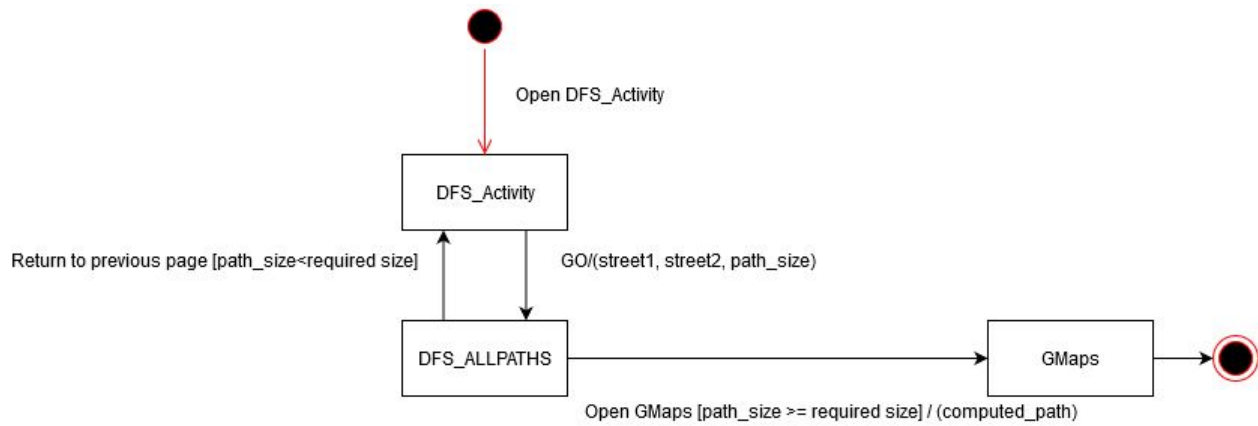 Open DFS_Activity
DFS_Activity
Return to previous page [path_size<required size]
GO/(street1, street2, path_size)
DFS_ALLPATHS
GMaps
Open GMaps [path_size >= required size] / (computed_path)